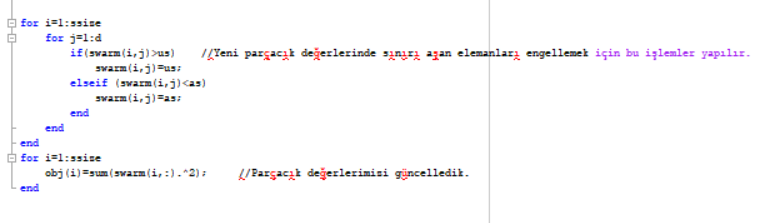 for i=1:ssize
for j=1:d
if(swarm(i,j)>us) //Yeni parçacık değerlerinde sınırı aşan elemanları engellemek için bu işlemler yapılır.
swarm(i,j)=us;
elseif (swarm(i,j)<as)
swarm(i,j)=as;
end
end
end
for i=1:ssize
obj(i)=sum(swarm(i,:).^2); //Parçacık değerlerimizi güncelledik.
end